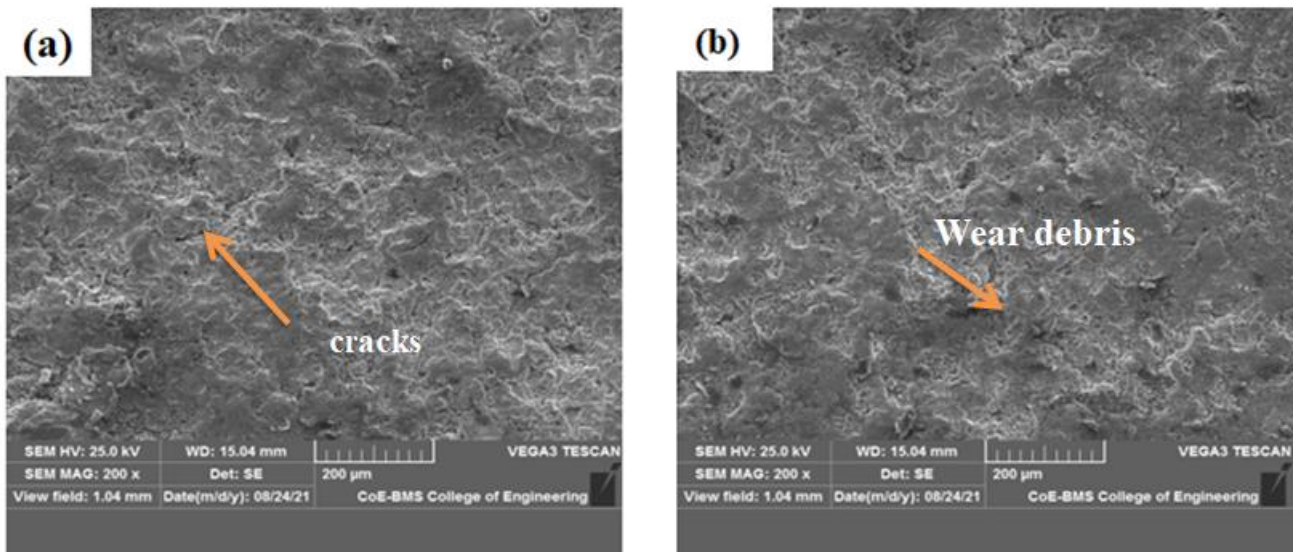 (a)
cracks
SEM HV: 25.0 kV WD: 15.04 mm VEGA3 TESCAN
SEM MAG: 200 x Det: SE 200 µm
View field: 1.04 mm Date(m/d/y): 08/24/21 CoE-BMS College of Engineering
(b)
Wear debris
SEM HV: 25.0 kV WD: 15.04 mm VEGA3 TESCAN
SEM MAG: 200 x Det: SE 200 µm
View field: 1.04 mm Date(m/d/y): 08/24/21 CoE-BMS College of Engineering